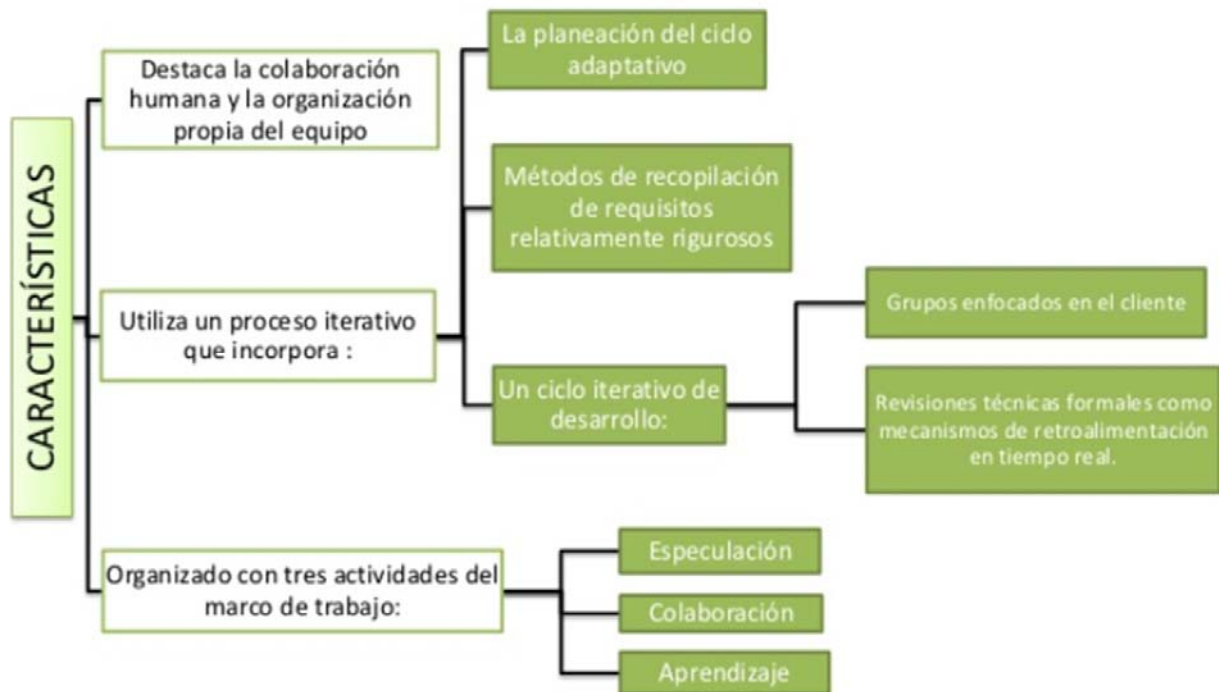 CARACTERÍSTICAS
Destaca la colaboración
humana y la organización
propia del equipo
Utiliza un proceso iterativo
que incorpora :
La planeación del ciclo
adaptativo
Métodos de recopilación
de requisitos
relativamente rigurosos
Un ciclo iterativo de
desarrollo:
Grupos enfocados en el cliente
Revisiones técnicas formales como
mecanismos de retroalimentación
en tiempo real.
Organizado con tres actividades del
marco de trabajo:
Especulación
Colaboración
Aprendizaje